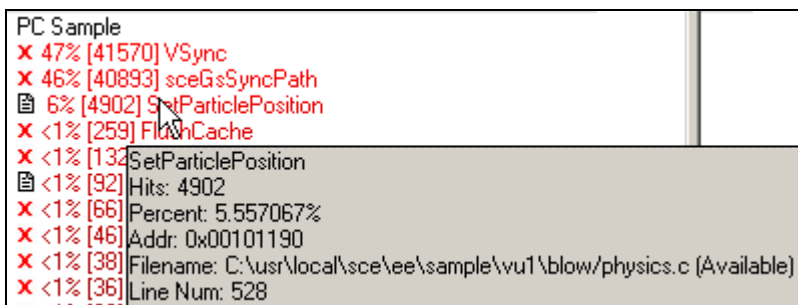 PC Sample
47% [41570] VSync
46% [40893] sceGsSyncPath
6% [4902] SetParticlePosition
<1% [259] FlushCache
<1% [132
<1% [92]
<1% [66]
<1% [46]
<1% [38]
<1% [36]
SetParticlePosition
Hits: 4902
Percent: 5.557067%
Addr: 0x00101190
Filename: C:\usr\local\sce\ee\sample\vu1\blow/physics.c (Available)
Line Num: 528